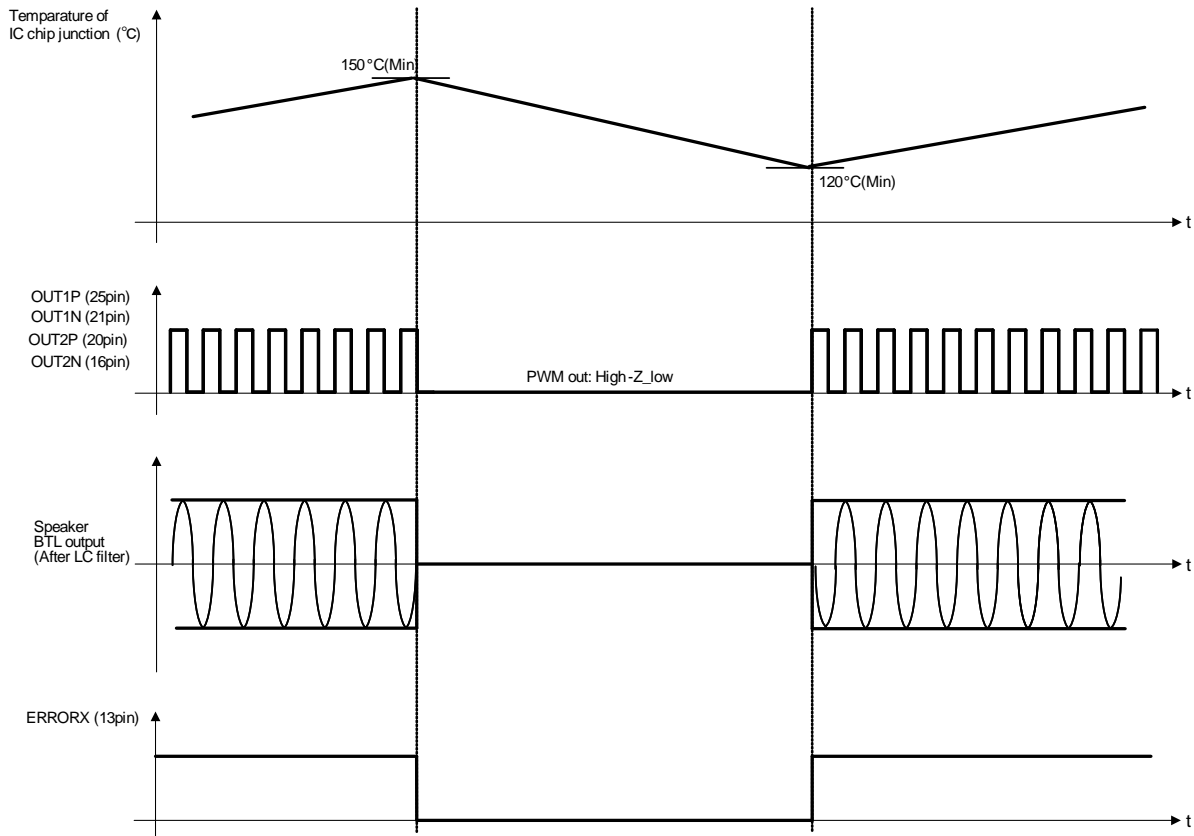 Temparature of
IC chip junction (°C)
150°C(Min)
120°C(Min)
t
OUT1P (25pin)
OUT1N (21pin)
OUT2P (20pin)
OUT2N (16pin)
PWM out: High-Z_low
t
Speaker
BTL output
(After LC filter)
t
ERRORX (13pin)
t